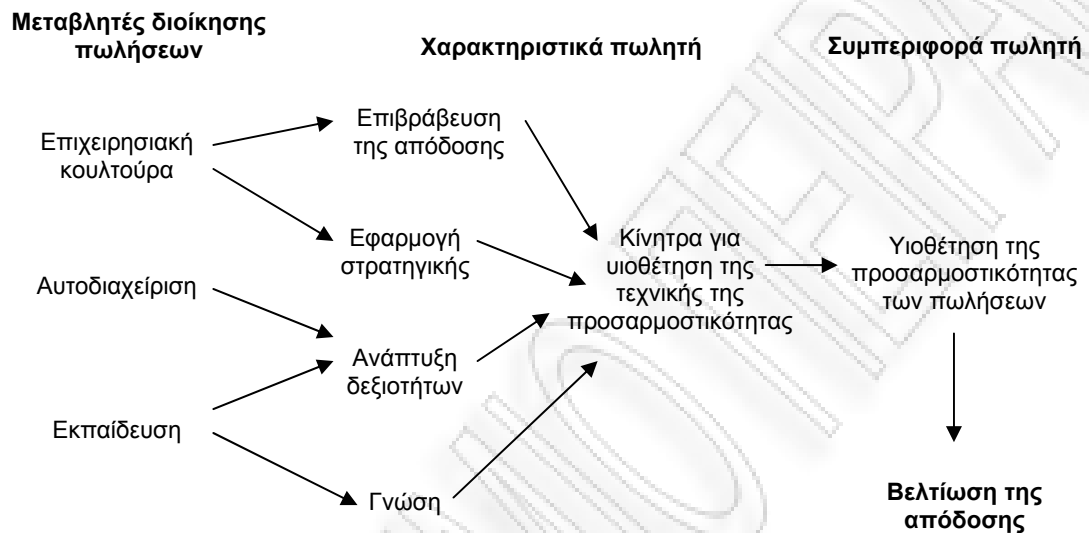 Μεταβλητές διοίκησης
πωλήσεων
Χαρακτηριστικά πωλητή
Συμπεριφορά πωλητή
Επιχειρησιακή
κουλτούρα
Αυτοδιαχείριση
Εκπαίδευση
Επιβράβευση
της απόδοσης
Εφαρμογή
στρατηγικής
Ανάπτυξη
δεξιοτήτων
Γνώση
Κίνητρα για
υιοθέτηση της
τεχνικής της
προσαρμοστικότητας
Υιοθέτηση της
προσαρμοστικότητας
των πωλήσεων
Βελτίωση της
απόδοσης